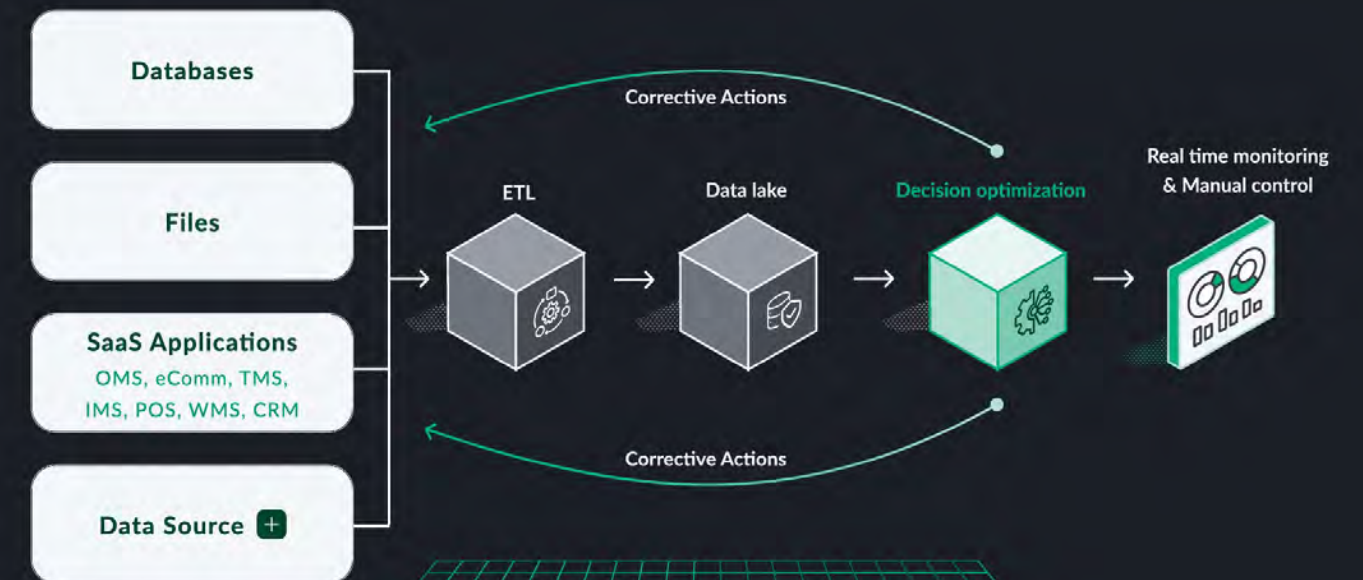 Databases
Files
SaaS Applications
OMS, eComm, TMS,
IMS, POS, WMS, CRM
Data Source +
Corrective Actions
ETL
Data lake
Decision optimization
Real time monitoring
& Manual control
Corrective Actions